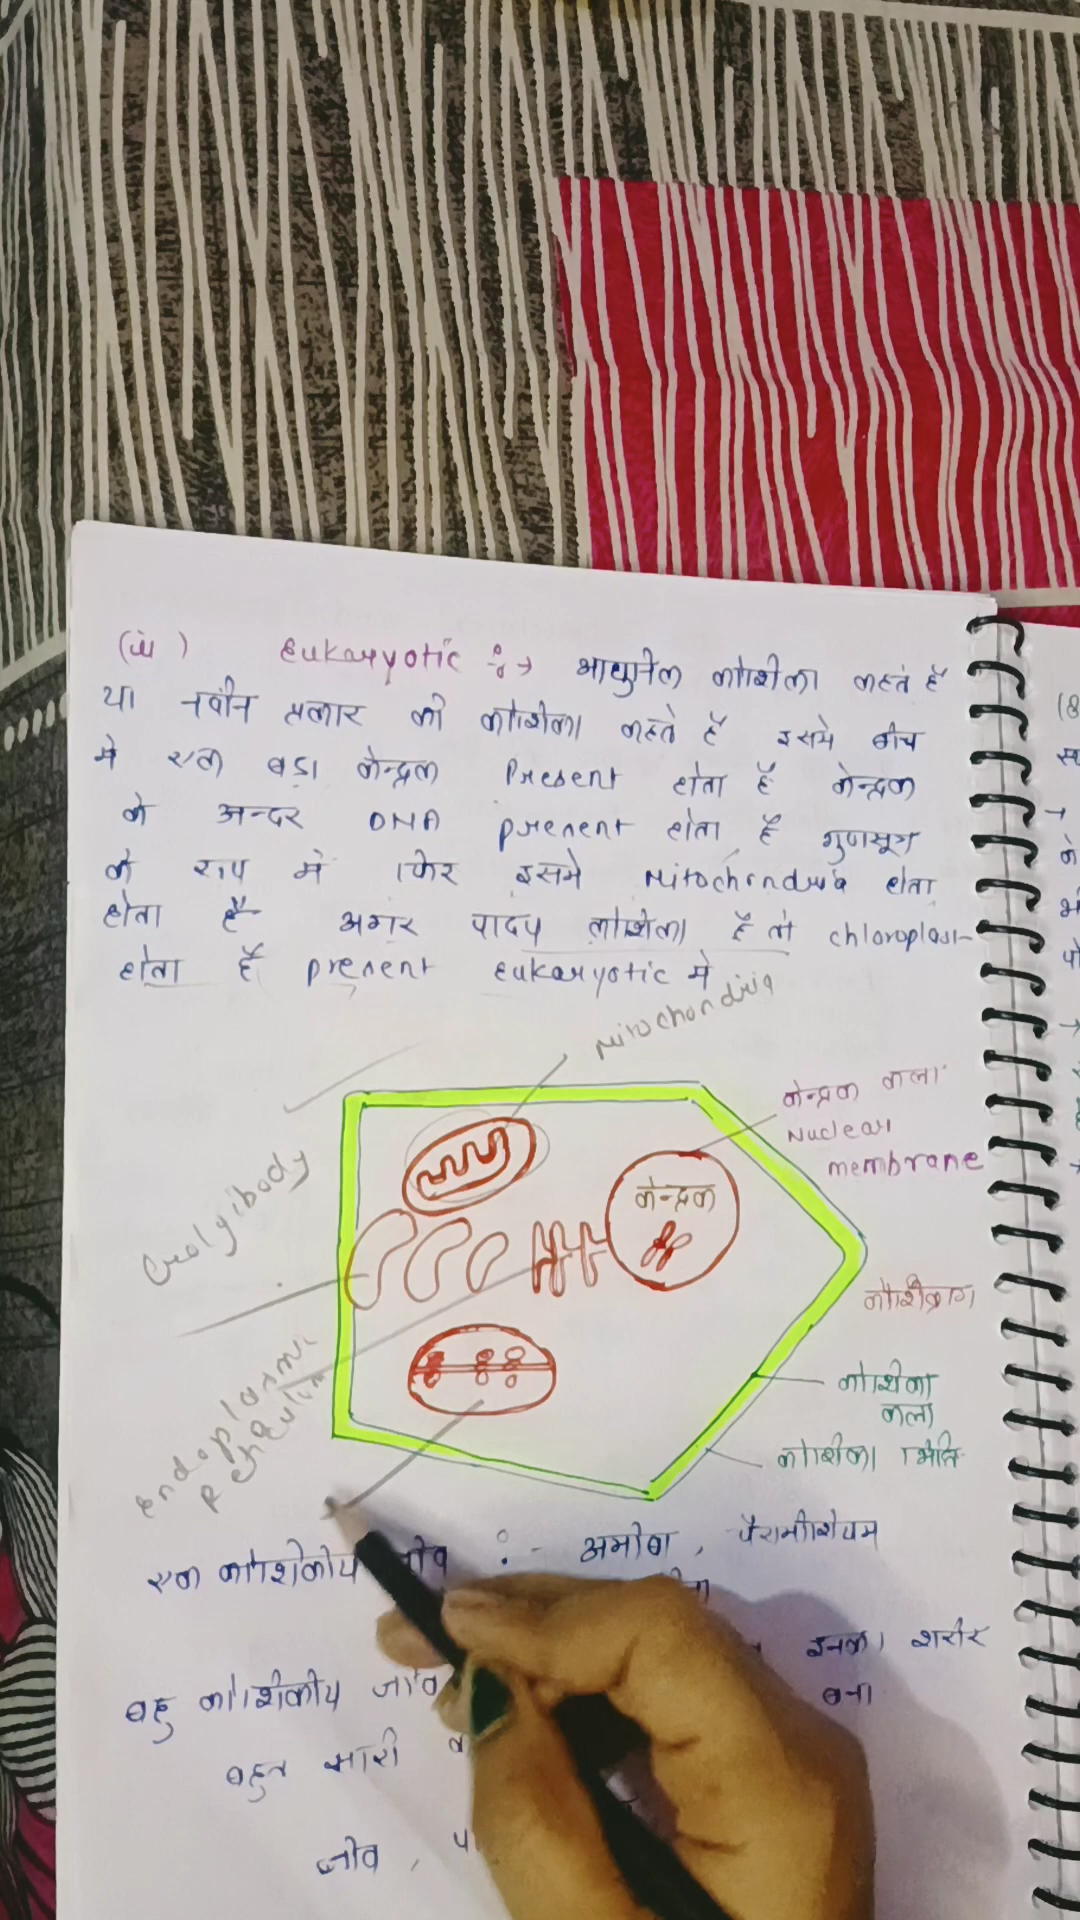 (iii) Eukaryotic :→ आधुनिक कोशिका कहते है
या नवीन प्रकार की कोशिका कहते है इसमे बीच
मे एक बड़ा केन्द्रक Present होता है केन्द्रक
के अन्दर DNA present होता है गुणसूत्र
के रूप में फिर इसमे Mitochondria होता
होता है अगर पादप कोशिका है तो chloroplast
होता है present eukaryotic मे
Mitochondria
केन्द्रक कला
Nuclear
membrane
Golgibody
केन्द्रक
कोशिकांग
Endoplasmic
Reticulum
कोशिका
कला
कोशिका भित्ति
एक कोशिकीय जीव :- अमीबा, पैरामीशियम
इनका शरीर
बहु कोशिकीय जीव
बना
बहुत सारी
जीव ,